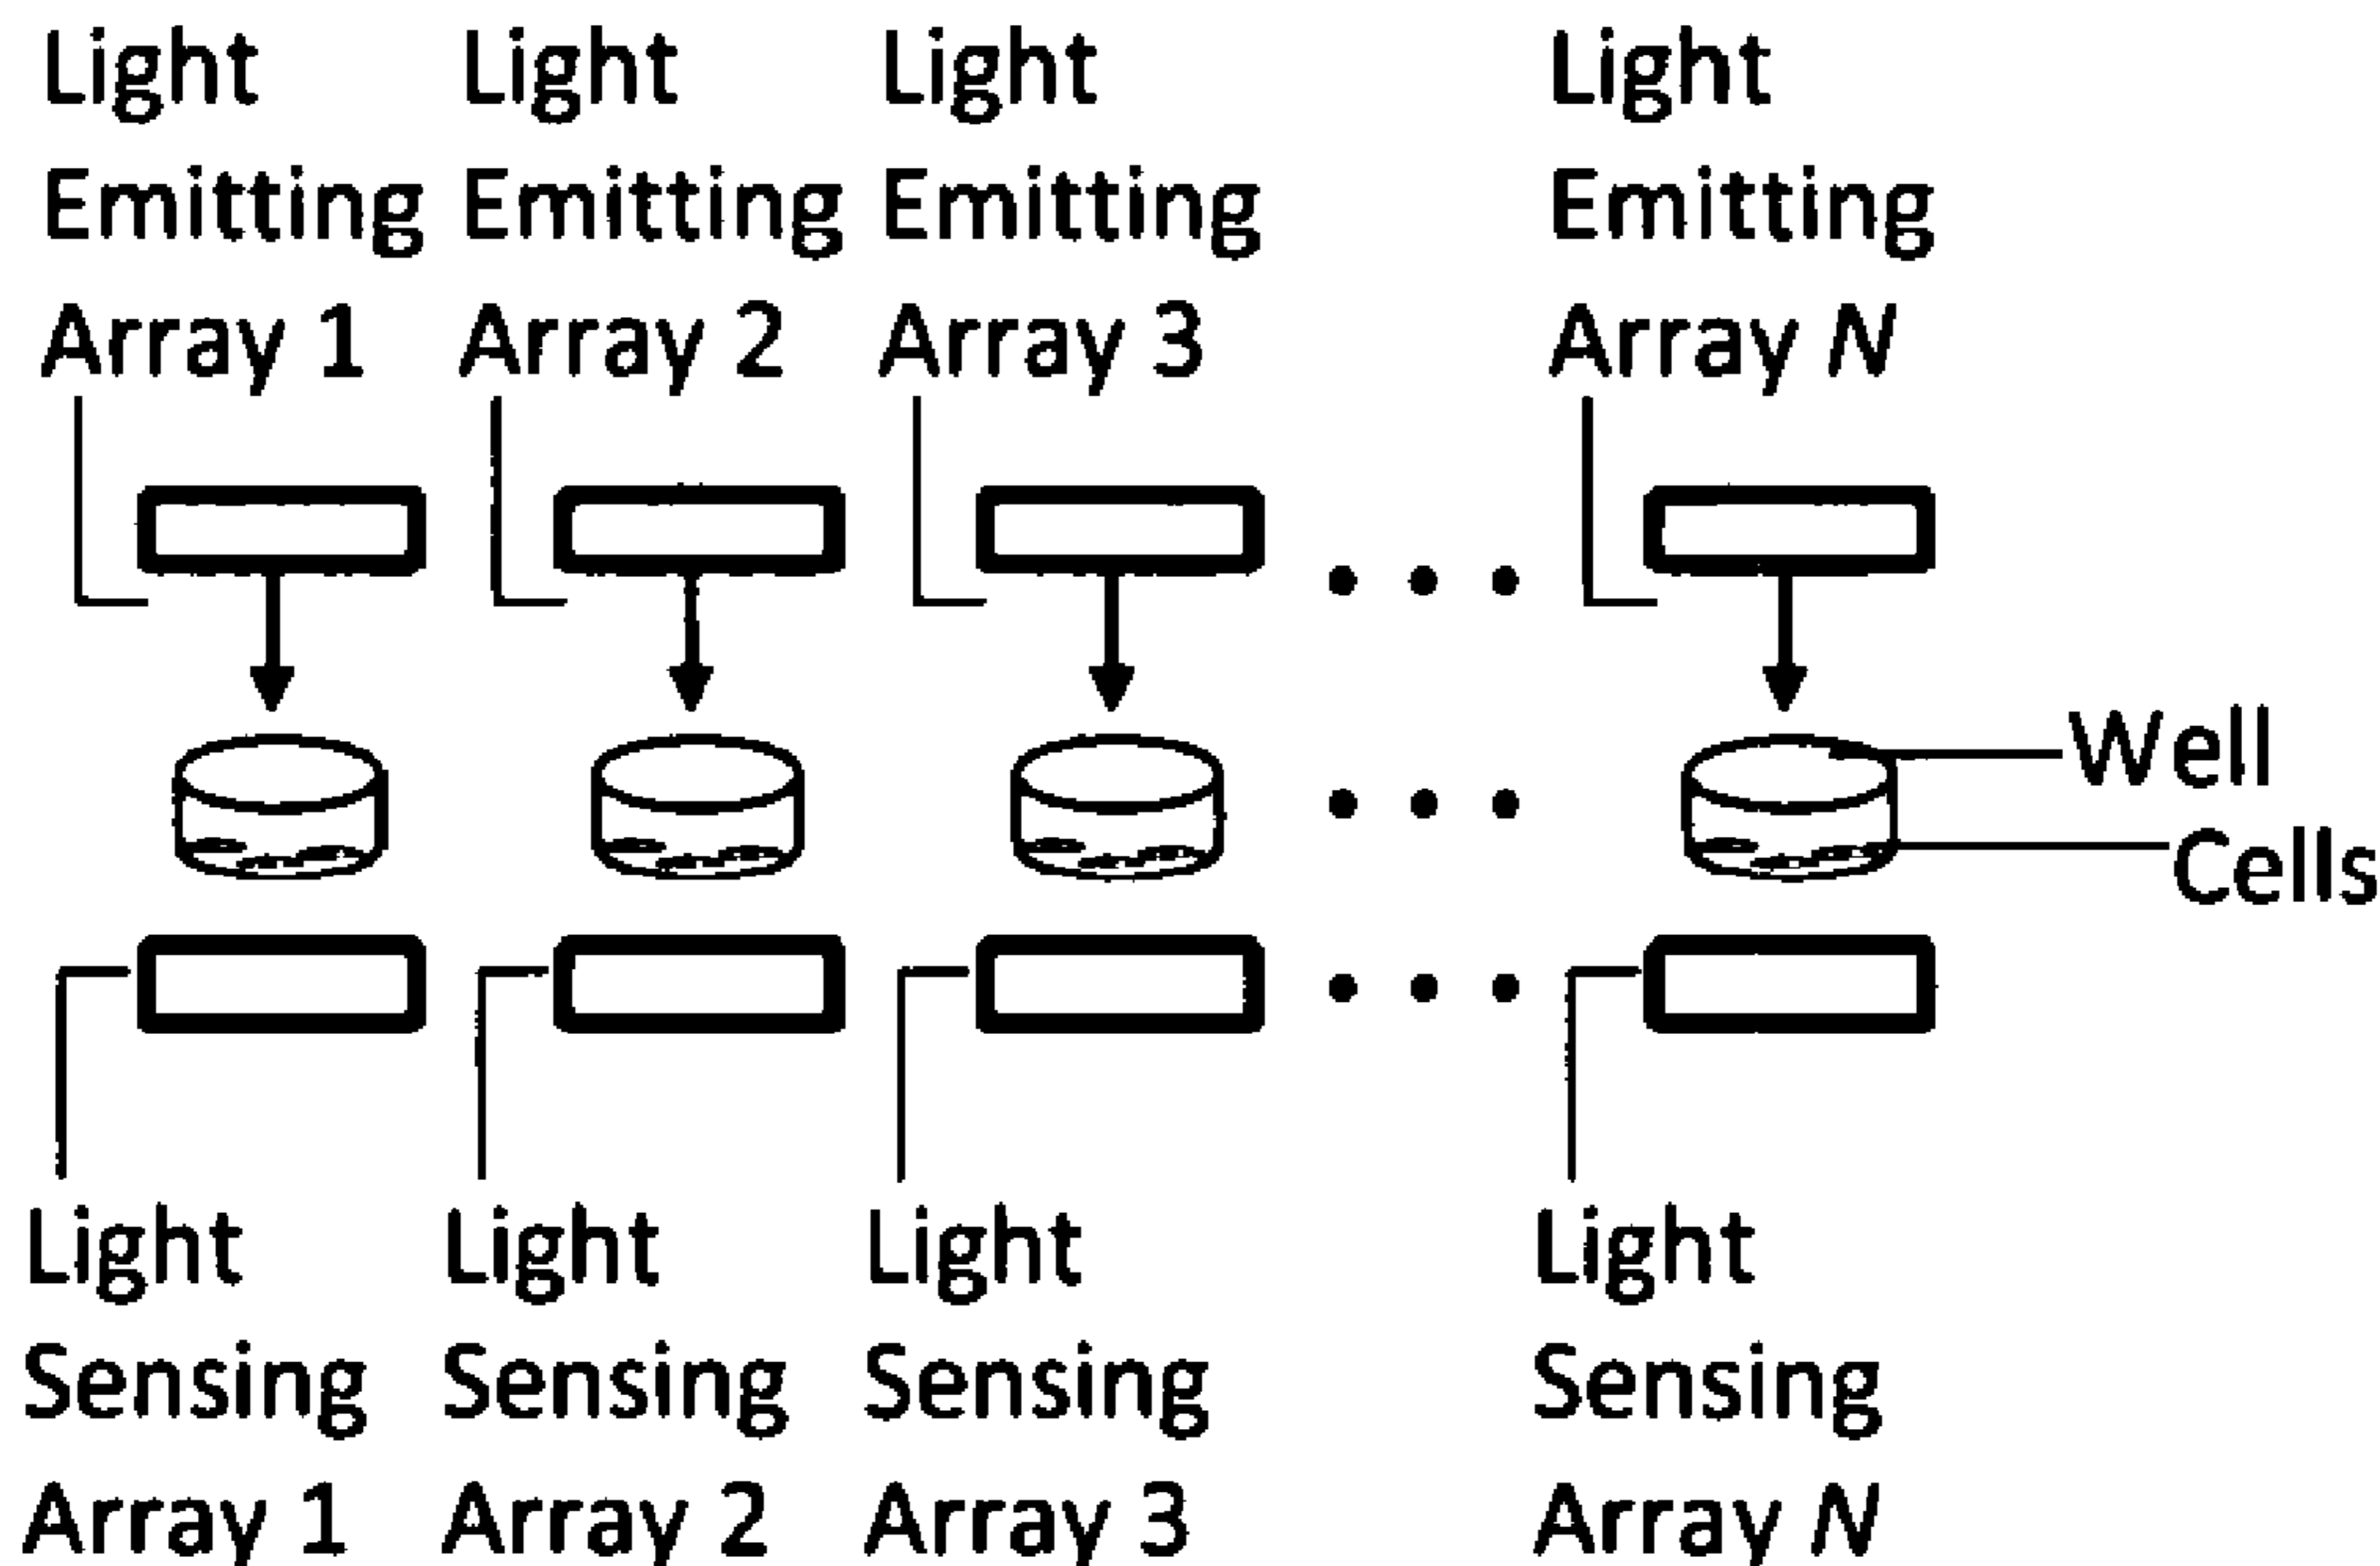 Light Light Light Light
Emitting Emitting Emitting Emitting
Array 1 Array 2 Array 3 Array N
Well
Cells
Light Light Light Light
Sensing Sensing Sensing Sensing
Array 1 Array 2 Array 3 Array N